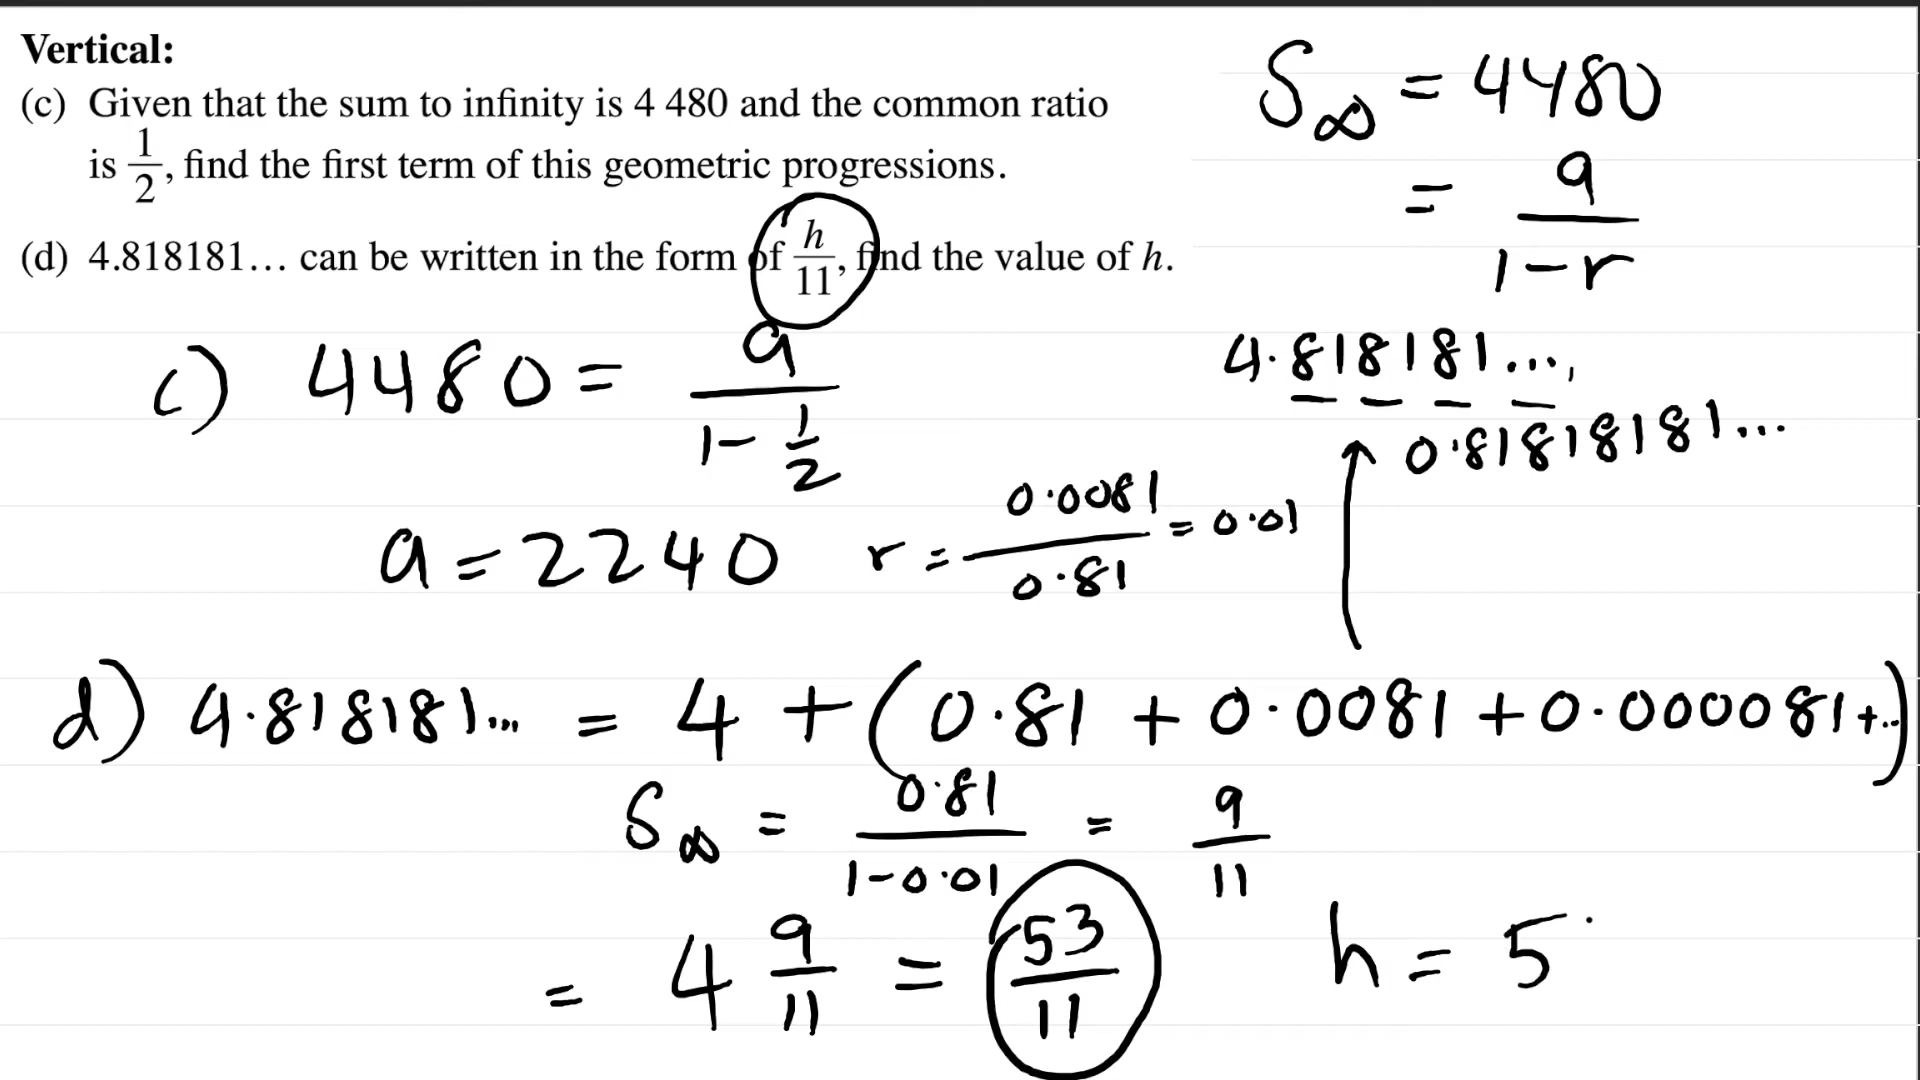 Vertical:
(c) Given that the sum to infinity is 4 480 and the common ratio
is 1/2, find the first term of this geometric progressions.
(d) 4.818181... can be written in the form of h/11, find the value of h.
S∞ = 4480
= a/(1-r)
c) 4480 = a/(1 - 1/2)
4.818181...,
0.81818181...
a = 2240
r = 0.0081/0.81 = 0.01
d) 4.818181... = 4 + (0.81 + 0.0081 + 0.000081 + ..)
S∞ = 0.81/(1-0.01) = 9/11
= 4 9/11 = 53/11
h = 5